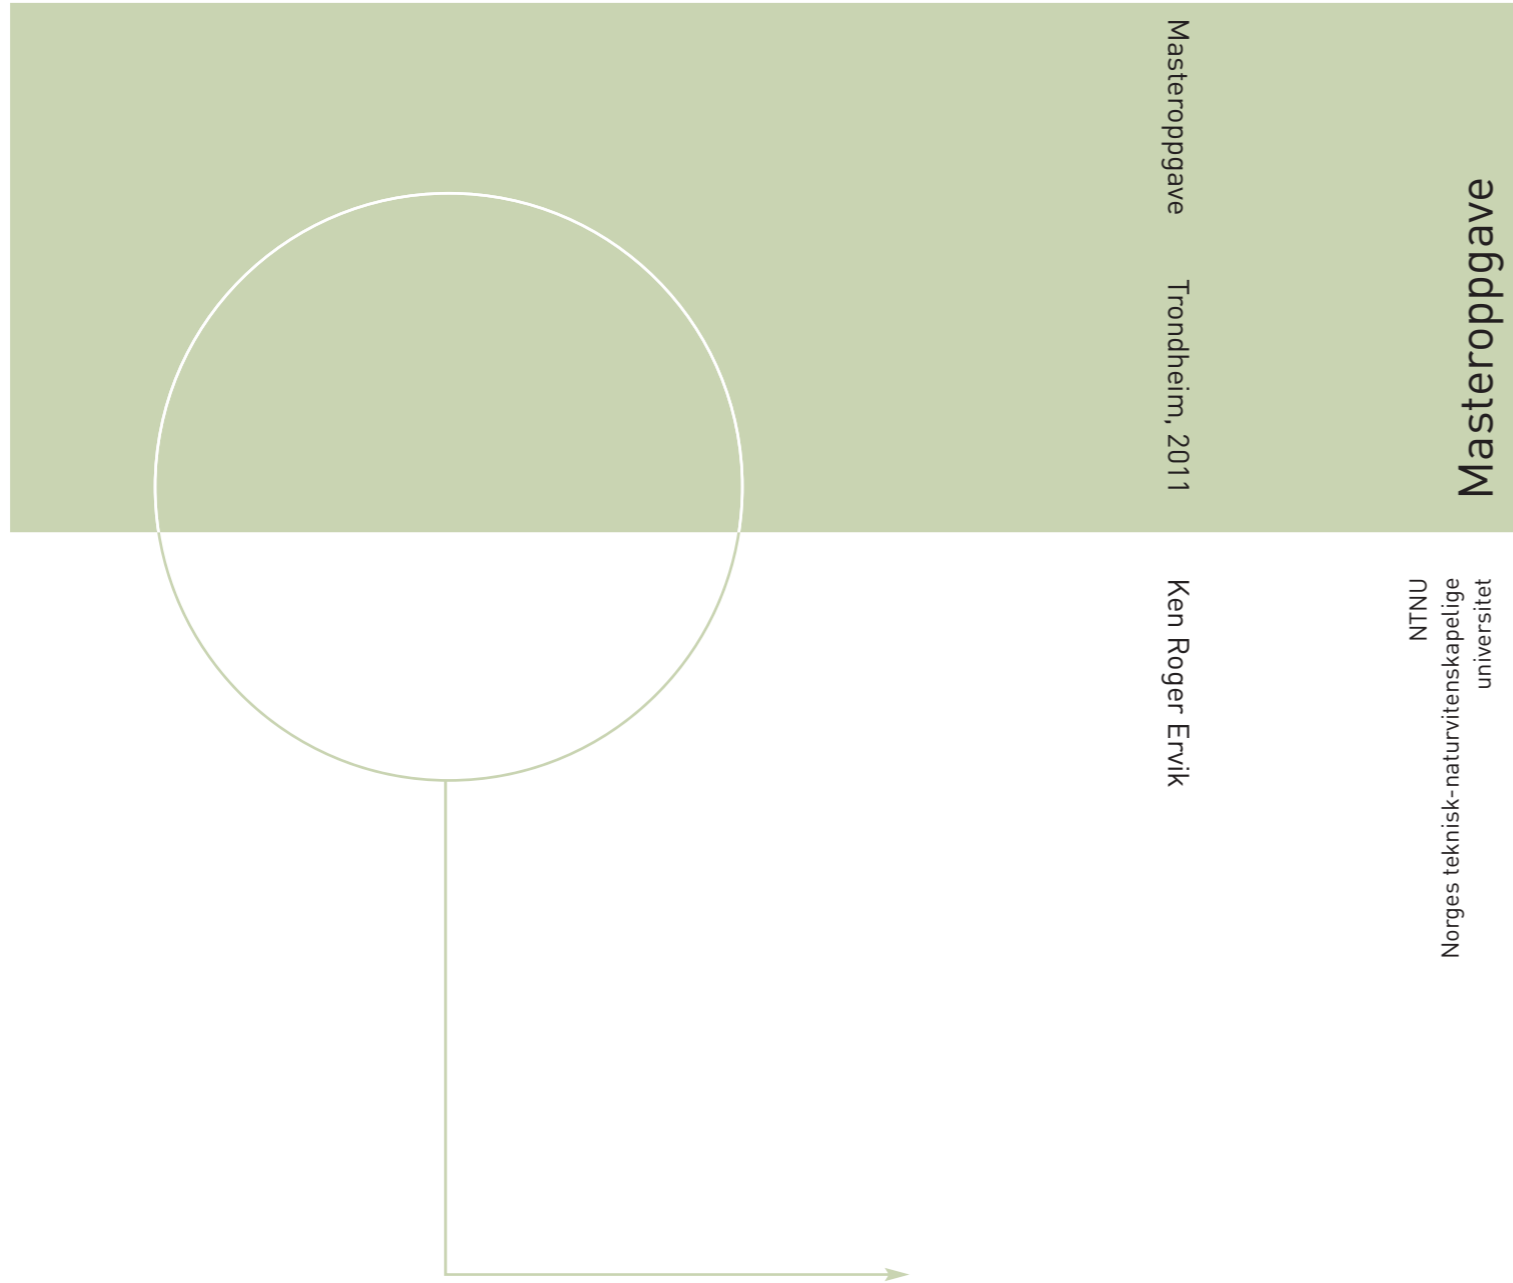 Masteroppgave
Trondheim, 2011
Ken Roger Ervik
Masteroppgave
NTNU
Norges teknisk-naturvitenskapelige
universitet